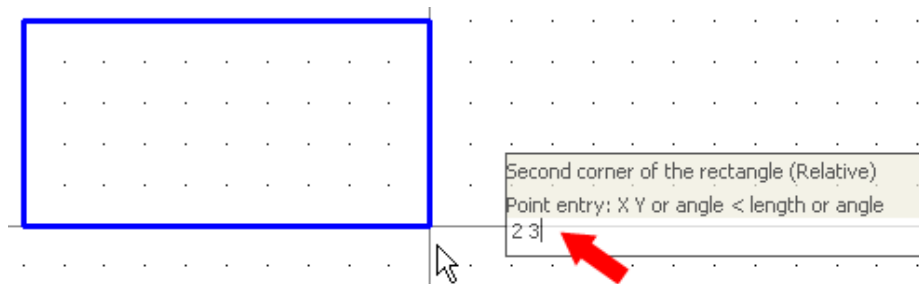 Second corner of the rectangle (Relative)
Point entry: X Y or angle < length or angle
2 3